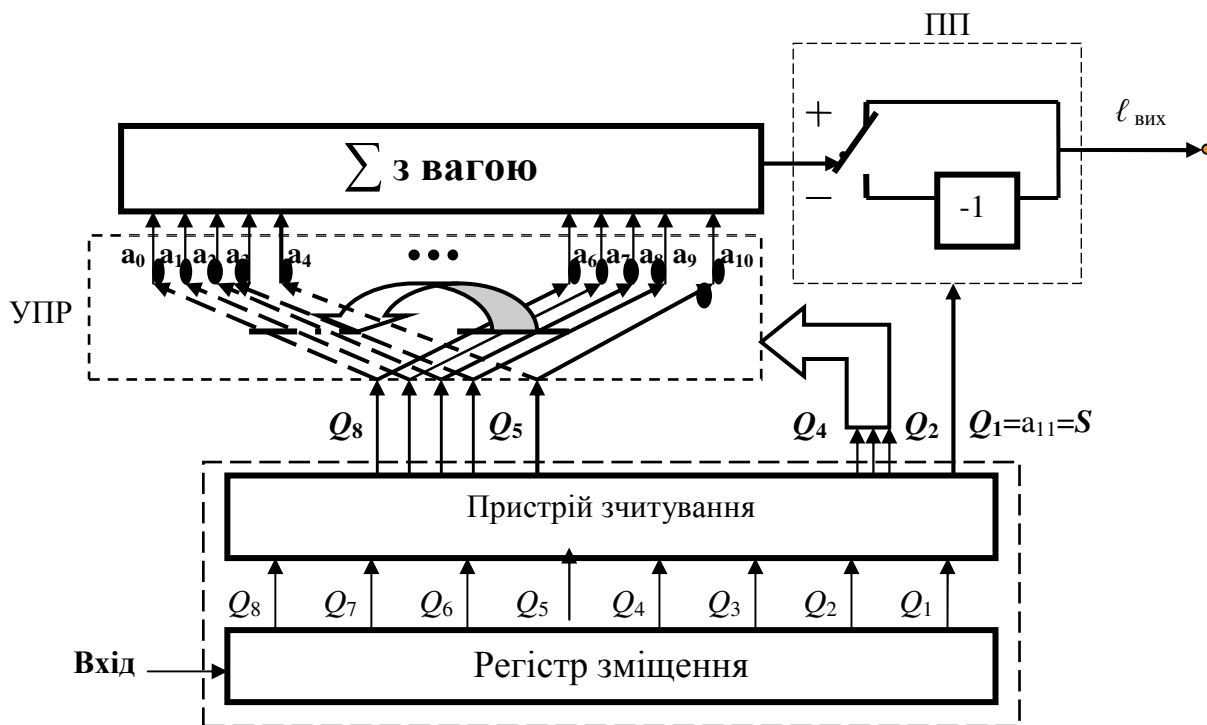 ПП
+
ℓ вих
∑ з вагою
−
-1
a₀ a₁ a₂ a₃ a₄ ••• a₆ a₇ a₈ a₉ a₁₀
УПР
Q₈ Q₅ Q₄ Q₂ Q₁=a₁₁=S
Пристрій зчитування
Q₈ Q₇ Q₆ Q₅ Q₄ Q₃ Q₂ Q₁
Вхід
Регістр зміщення